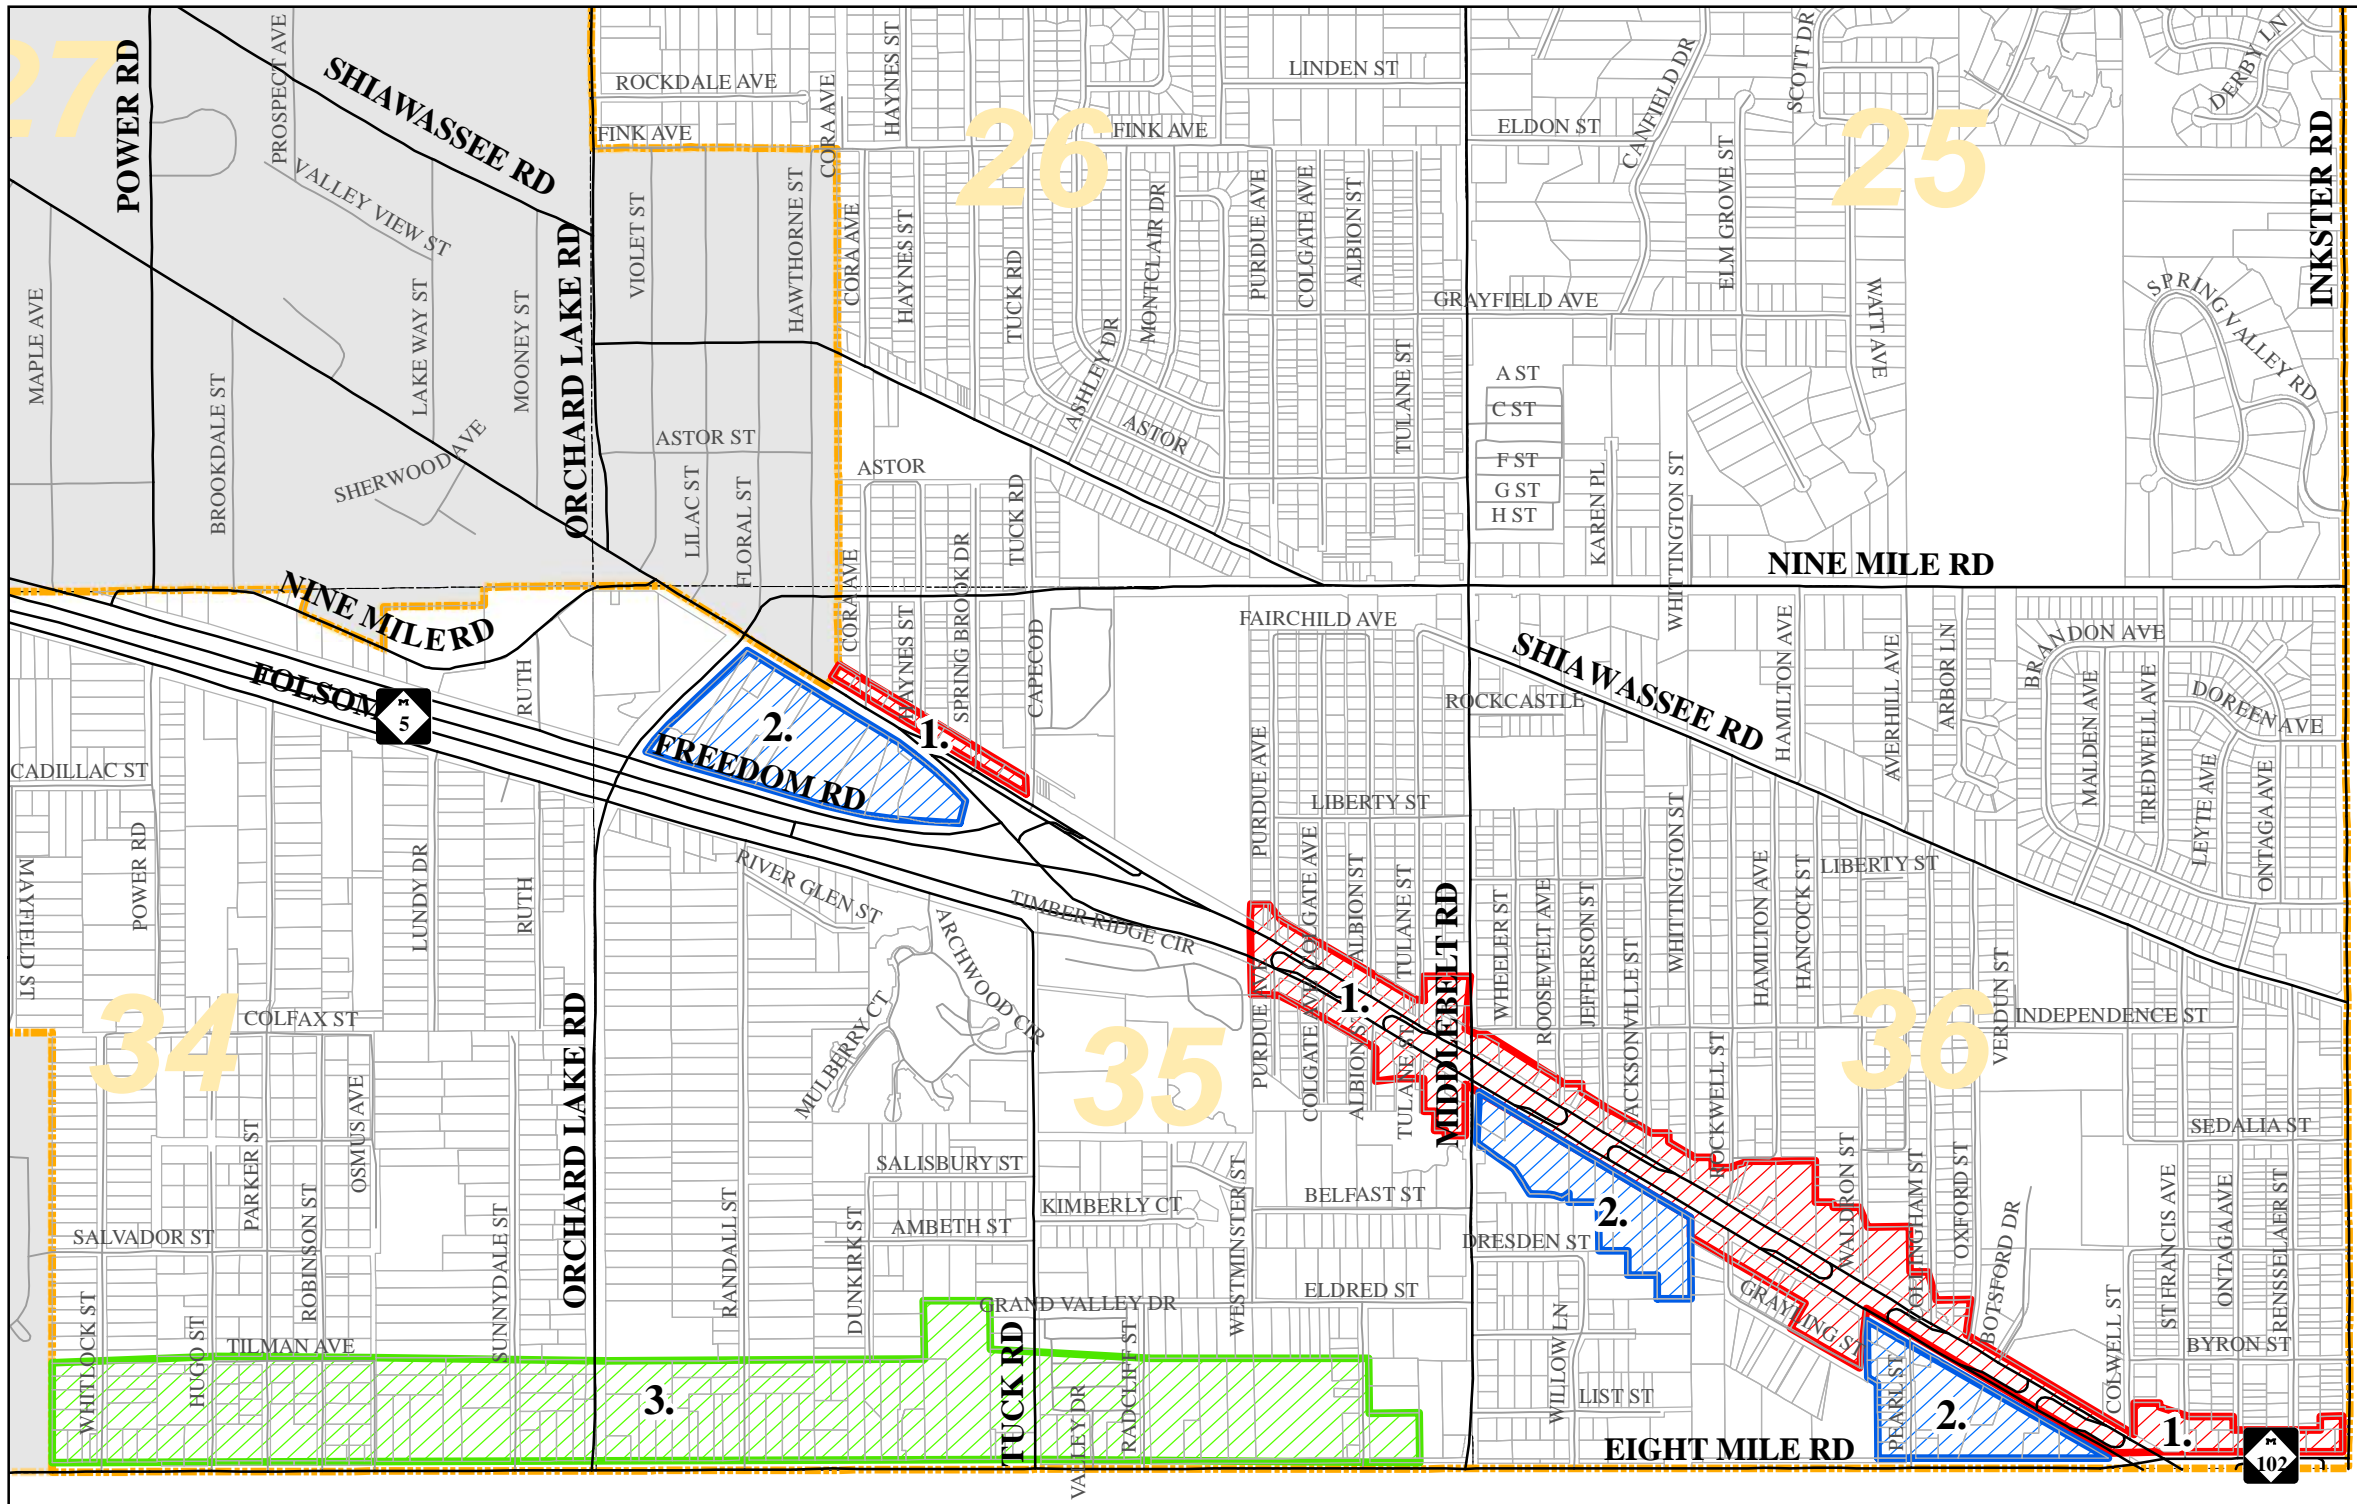 27
POWER RD
PROSPECT AVE
SHIAWASSEE RD
VALLEY VIEW ST
MAPLE AVE
BROOKDALE ST
LAKE WAY ST
MOONEY ST
SHERWOOD AVE
ORCHARD LAKE RD
ROCKDALE AVE
FINK AVE
CORA AVE
HAYNES ST
LINDEN ST
26
FINK AVE
VIOLET ST
HAWTHORNE ST
CORA AVE
HAYNES ST
TUCK RD
ASHLEY DR
MONTCLAIR DR
PURDUE AVE
COLGATE AVE
ALBION ST
TULANE ST
ASTOR ST
LILAC ST
FLORAL ST
ASTOR
ASTOR
TUCK RD
SPRING BROOK DR
CORA AVE
HAYNES ST
CAPECOD
ELDON ST
CANFIELD DR
SCOTT DR
DERBY LN
25
ELM GROVE ST
INKSTER RD
GRAYFIELD AVE
WATT AVE
SPRING VALLEY RD
A ST
C ST
F ST
G ST
H ST
KAREN PL
WHITTINGTON ST
NINE MILE RD
NINE MILE RD
FOLSOM
M
5
RUTH
2.
1.
FREEDOM RD
FAIRCHILD AVE
SHIAWASSEE RD
ROCKCASTLE
HAMILTON AVE
AVERHILL AVE
ARBOR LN
BRANDON AVE
MALDEN AVE
TREDWELL AVE
DOREEN AVE
LEYTE AVE
ONTAGA AVE
CADILLAC ST
MAYFIELD ST
POWER RD
LUNDY DR
RUTH
RIVER GLEN ST
ARCHWOOD CIR
TIMBER RIDGE CIR
MULBERRY CT
PURDUE AVE
LIBERTY ST
COLGATE AVE
ALBION ST
TULANE ST
MIDDLEBELT RD
WHEELER ST
ROOSEVELT AVE
JEFFERSON ST
JACKSONVILLE ST
WHITTINGTON ST
HAMILTON AVE
HANCOCK ST
LIBERTY ST
VERDUN ST
INDEPENDENCE ST
34
COLFAX ST
35
36
1.
PURDUE AVE
COLGATE AVE
ALBION ST
TULANE ST
ROCKWELL ST
WALDRON ST
COLLINGHAM ST
OXFORD ST
BOTSFORD DR
SEDALIA ST
ST FRANCIS AVE
ONTAGA AVE
RENSSELAER ST
BYRON ST
COLWELL ST
SALVADOR ST
PARKER ST
OSMUS AVE
ROBINSON ST
SUNNYDALE ST
ORCHARD LAKE RD
RANDALL ST
DUNKIRK ST
SALISBURY ST
AMBETH ST
KIMBERLY CT
WESTMINSTER ST
BELFAST ST
DRESDEN ST
2.
ELDRED ST
GRAND VALLEY DR
WHITLOCK ST
HUGO ST
TILMAN AVE
3.
TUCK RD
VALLEY DR
RADCLIFF ST
WILLOW LN
LIST ST
GRAYLING ST
PEARL ST
2.
1.
EIGHT MILE RD
M
102